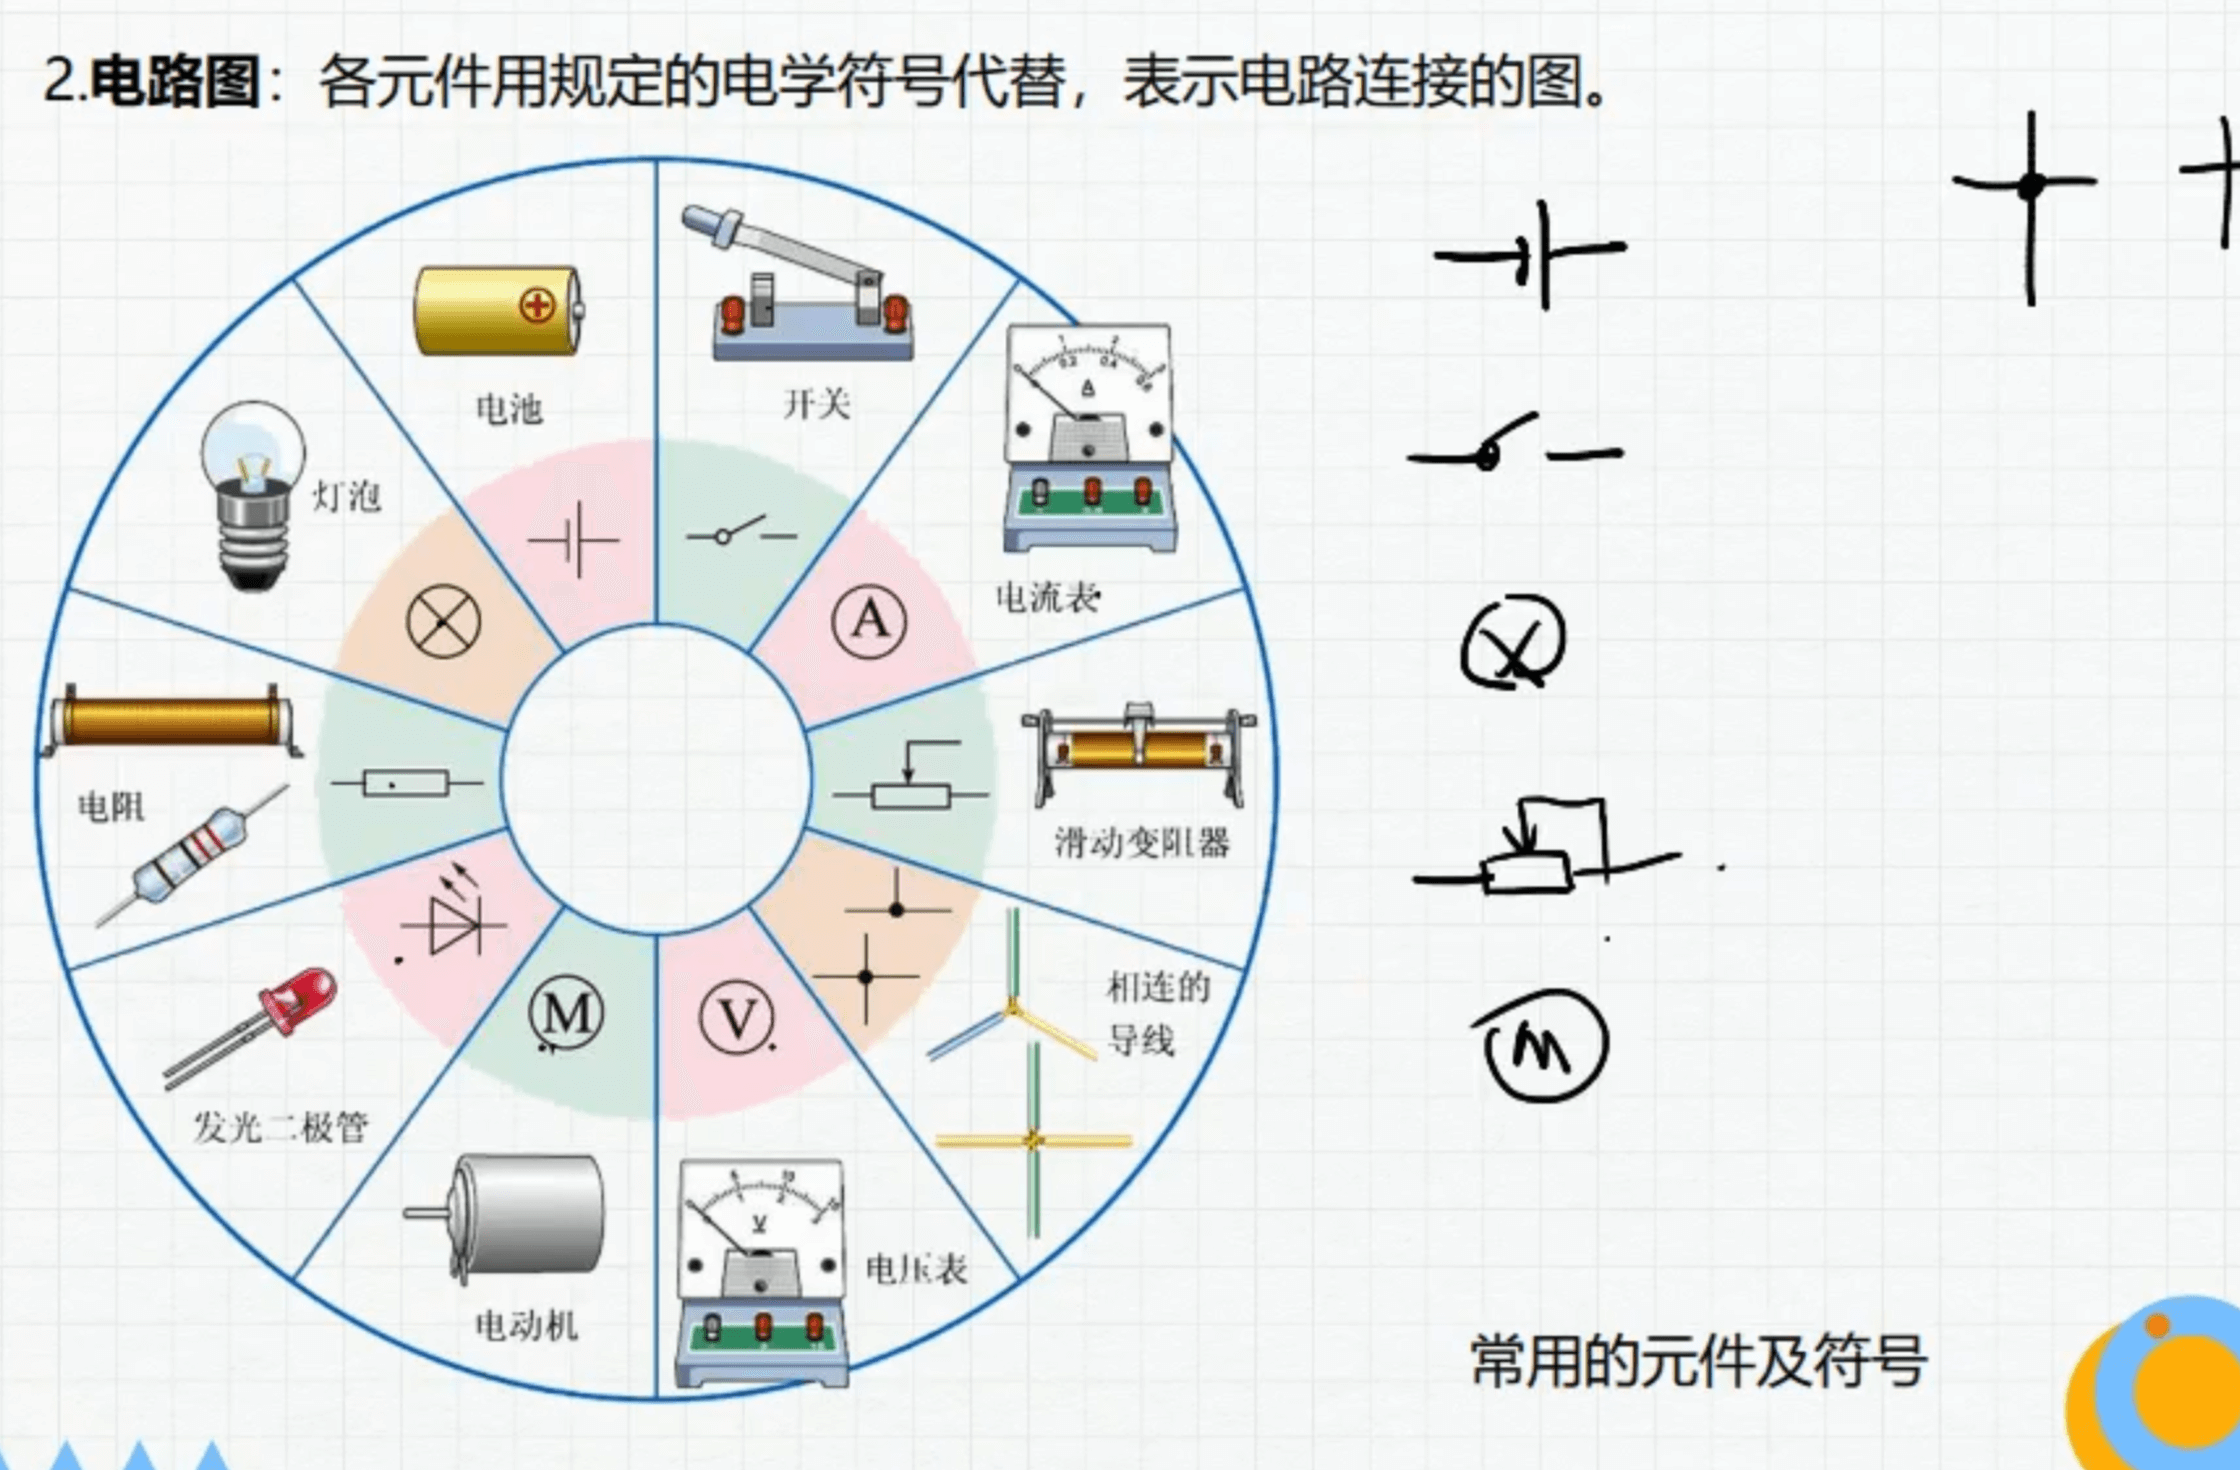 2.电路图：各元件用规定的电学符号代替，表示电路连接的图。
电池
开关
灯泡
电流表
A
电阻
滑动变阻器
相连的
导线
发光二极管
M
V
电动机
电压表
M
常用的元件及符号